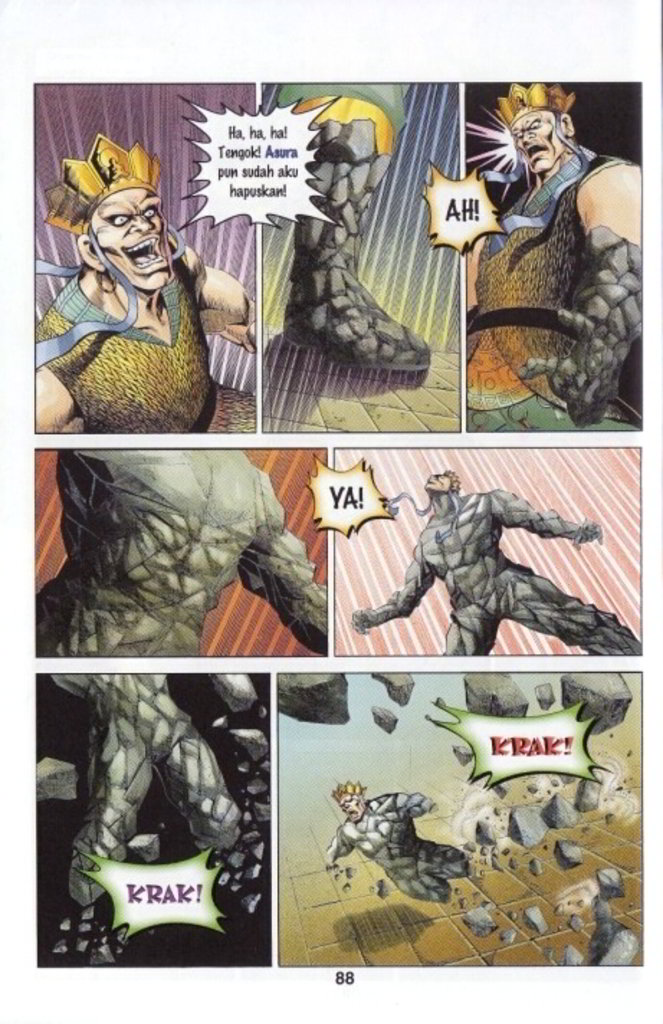 Ha, ha, ha!
Tengok! Asura
pun sudah aku
hapuskan!
AH!
YA!
KRAK!
KRAK!
88